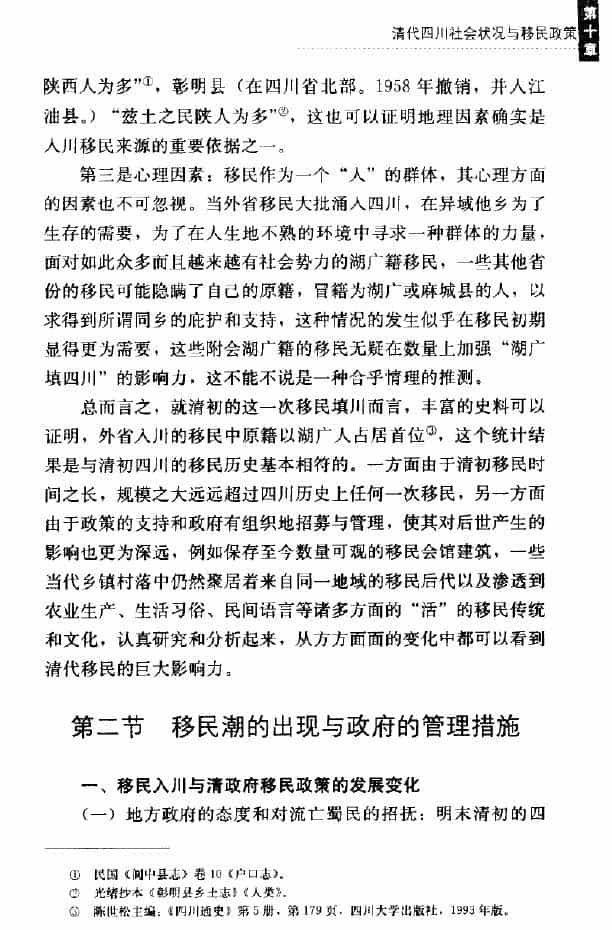 清代四川社会状况与移民政策
第十章
陕西人为多”①，彰明县（在四川省北部。1958年撤销，并入江
油县。）“兹土之民陕人为多”②，这也可以证明地理因素确实是
入川移民来源的重要依据之一。
第三是心理因素：移民作为一个“人”的群体，其心理方面
的因素也不可忽视。当外省移民大批涌入四川，在异域他乡为了
生存的需要，为了在人生地不熟的环境中寻求一种群体的力量，
面对如此众多而且越来越有社会势力的湖广籍移民，一些其他省
份的移民可能隐瞒了自己的原籍，冒籍为湖广或麻城县的人，以
求得到所谓同乡的庇护和支持，这种情况的发生似乎在移民初期
显得更为需要，这些附会湖广籍的移民无疑在数量上加强“湖广
填四川”的影响力，这不能不说是一种合乎情理的推测。
总而言之，就清初的这一次移民填川而言，丰富的史料可以
证明，外省入川的移民中原籍以湖广人占居首位③，这个统计结
果是与清初四川的移民历史基本相符的。一方面由于清初移民时
间之长，规模之大远远超过四川历史上任何一次移民，另一方面
由于政策的支持和政府有组织地招募与管理，使其对后世产生的
影响也更为深远，例如保存至今数量可观的移民会馆建筑，一些
当代乡镇村落中仍然聚居着来自同一地域的移民后代以及渗透到
农业生产、生活习俗、民间语言等诸多方面的“活”的移民传统
和文化，认真研究和分析起来，从方方面面的变化中都可以看到
清代移民的巨大影响力。
第二节 移民潮的出现与政府的管理措施
一、移民入川与清政府移民政策的发展变化
（一）地方政府的态度和对流亡蜀民的招抚：明末清初的四
① 民国《阆中县志》卷10《户口志》。
② 光绪抄本《彰明县乡土志》《人类》。
③ 陈世松主编：《四川通史》第5册，第179页，四川大学出版社，1993年版。